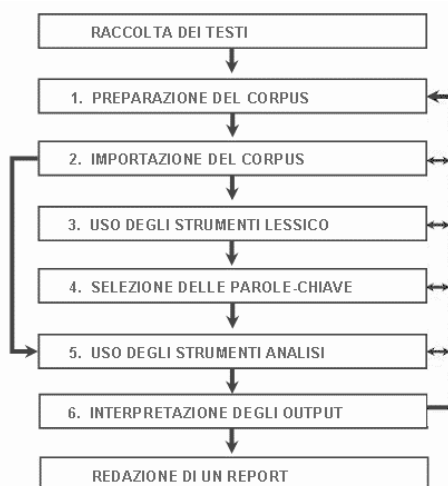 RACCOLTA DEI TESTI
1. PREPARAZIONE DEL CORPUS
2. IMPORTAZIONE DEL CORPUS
3. USO DEGLI STRUMENTI LESSICO
4. SELEZIONE DELLE PAROLE-CHIAVE
5. USO DEGLI STRUMENTI ANALISI
6. INTERPRETAZIONE DEGLI OUTPUT
REDAZIONE DI UN REPORT